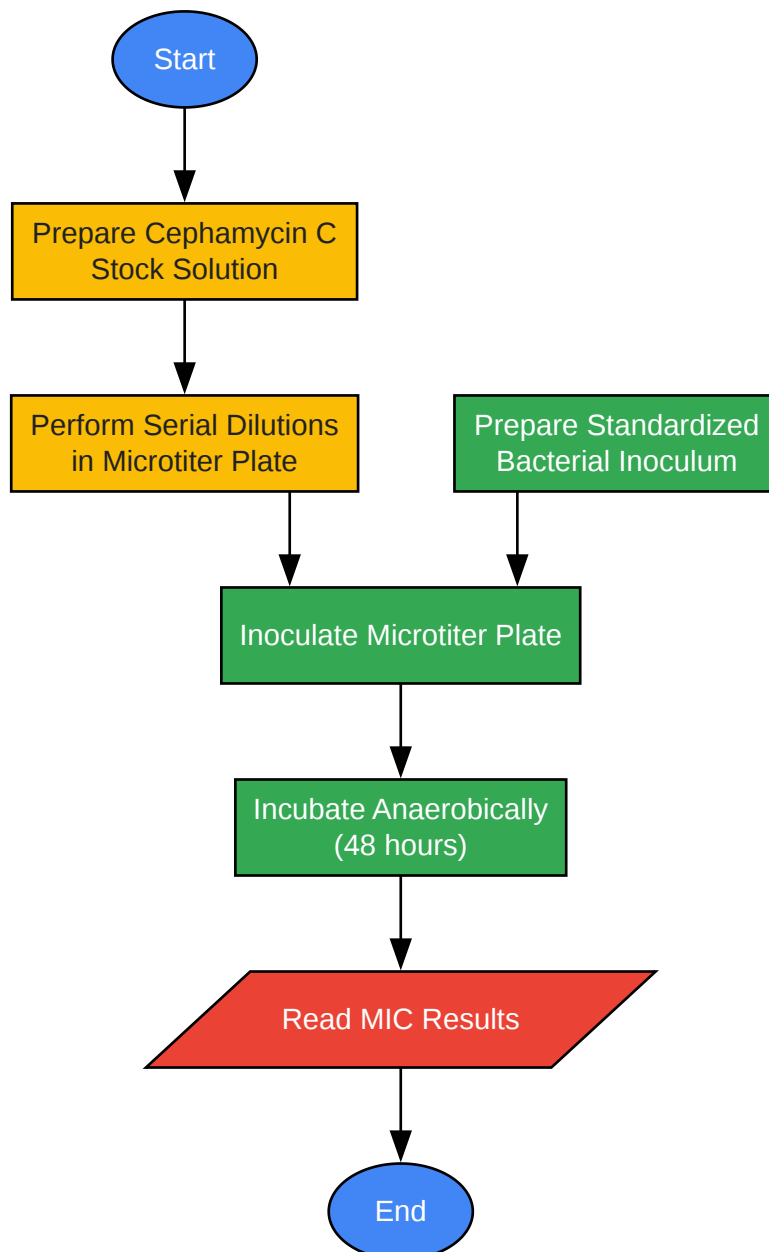 Start
Prepare Cephamycin C
Stock Solution
Perform Serial Dilutions
in Microtiter Plate
Prepare Standardized
Bacterial Inoculum
Inoculate Microtiter Plate
Incubate Anaerobically
(48 hours)
Read MIC Results
End